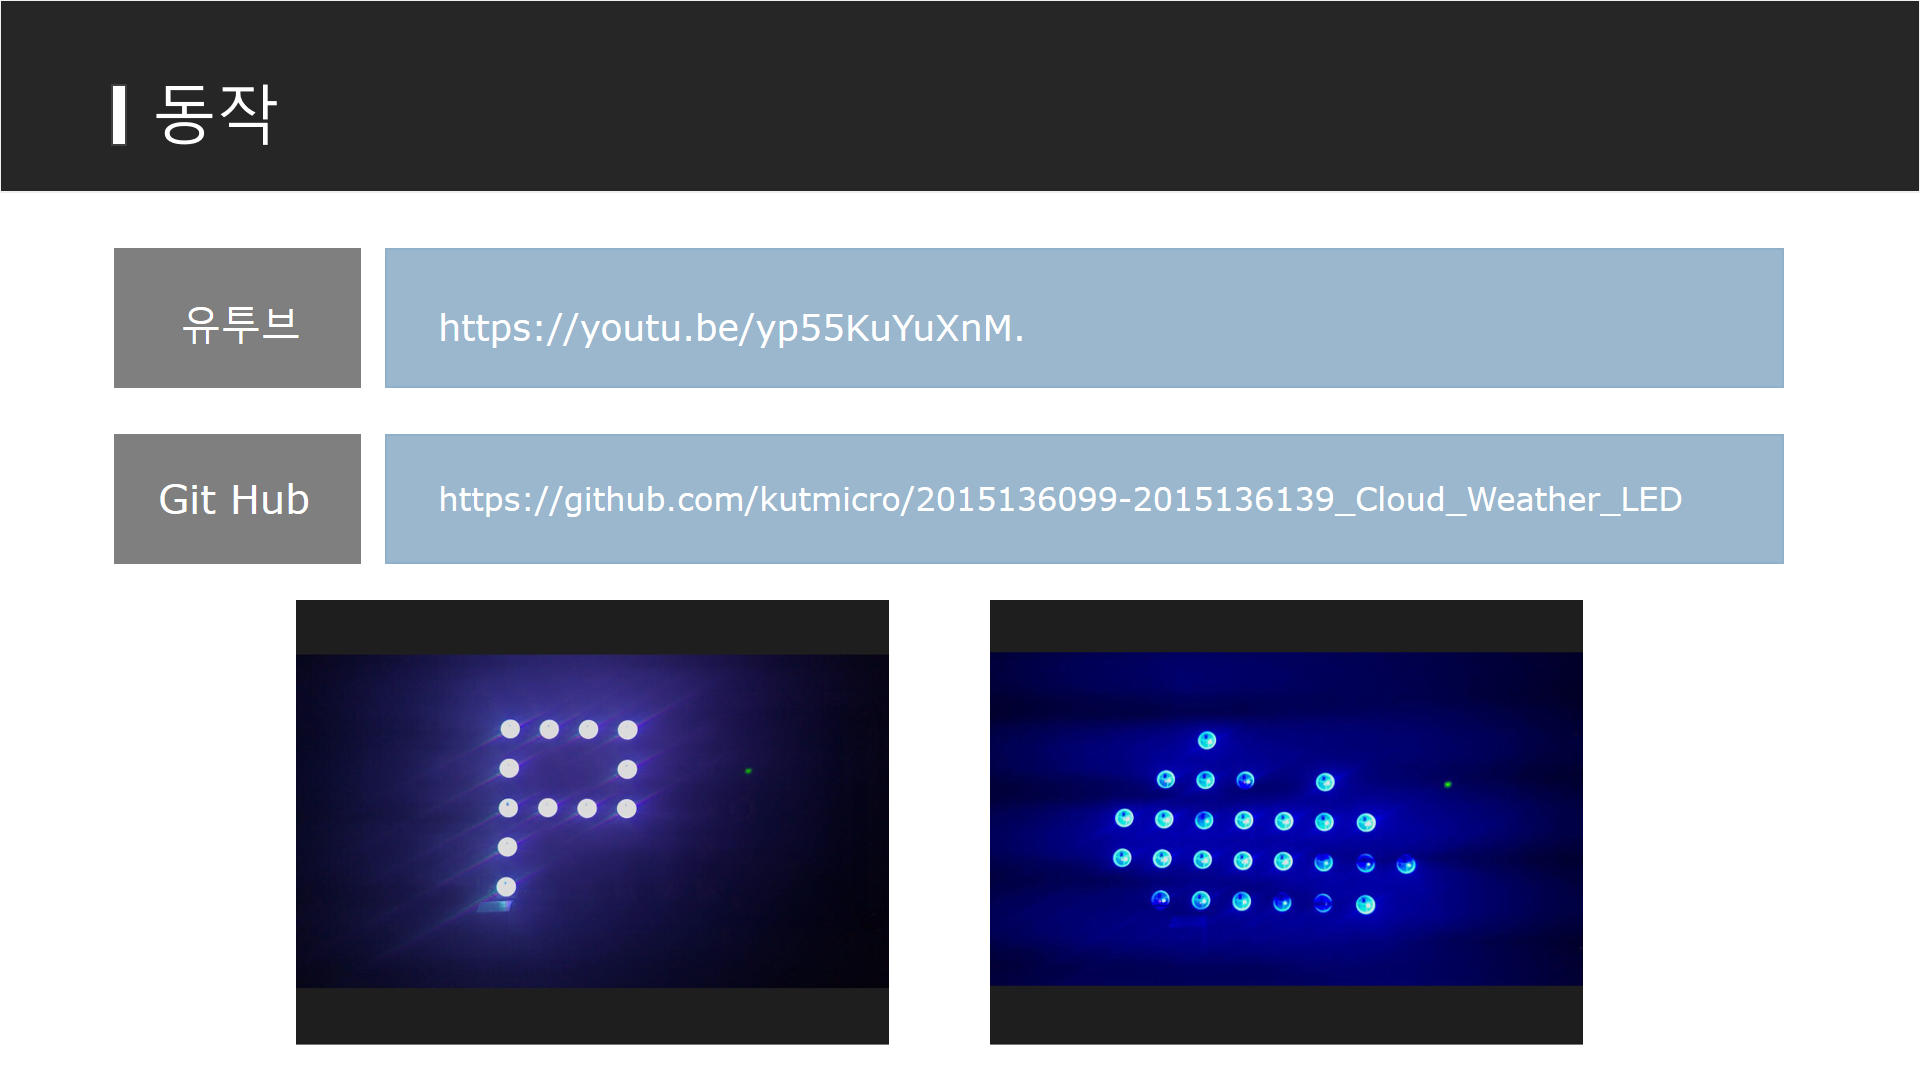 동작
유투브
https://youtu.be/yp55KuYuXnM.
Git Hub
https://github.com/kutmicro/2015136099-2015136139_Cloud_Weather_LED
P